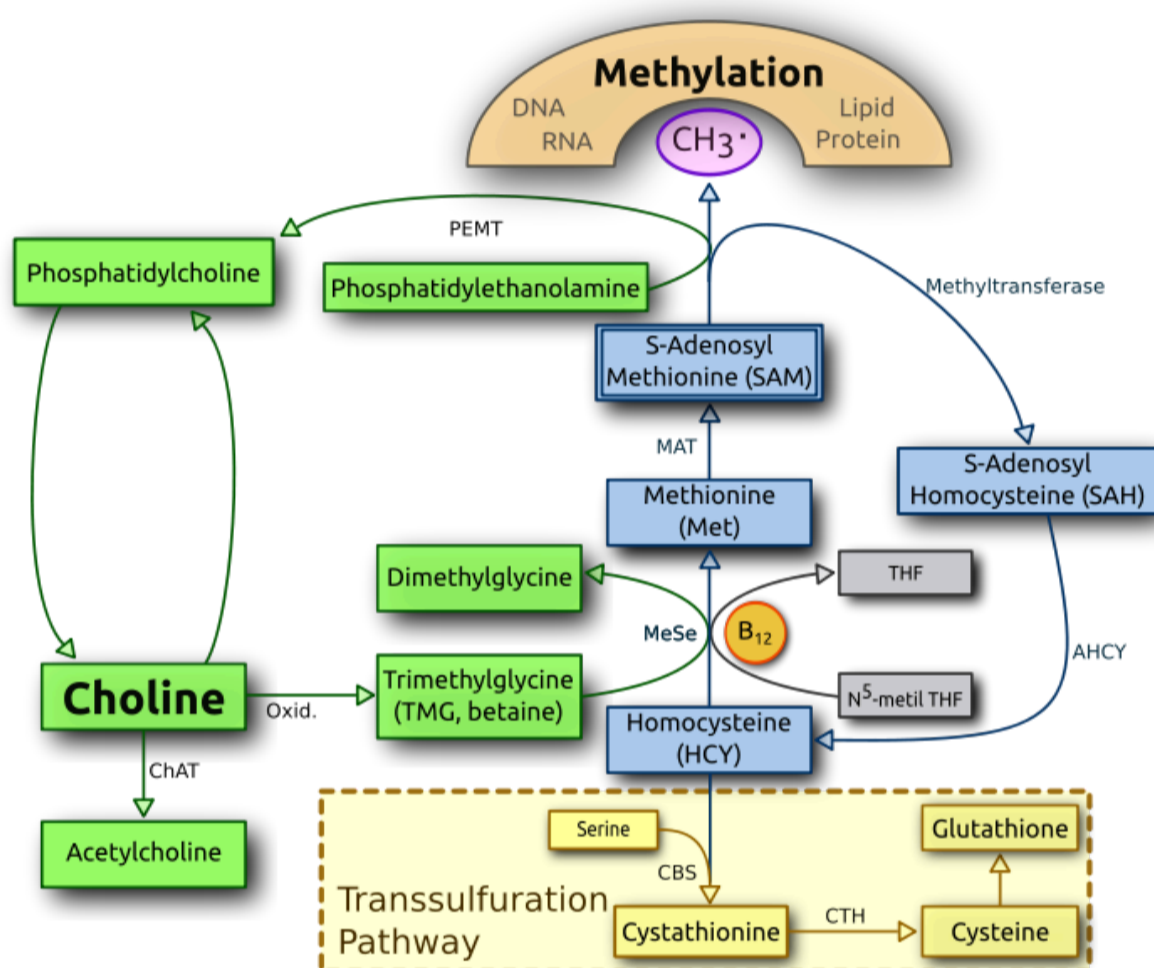 Methylation
DNA
Lipid
RNA
Protein
CH3·
PEMT
Phosphatidylcholine
Phosphatidylethanolamine
Methyltransferase
S-Adenosyl
Methionine (SAM)
MAT
S-Adenosyl
Homocysteine (SAH)
Methionine
(Met)
Dimethylglycine
THF
MeSe
B12
AHCY
Choline
Oxid.
Trimethylglycine
(TMG, betaine)
N5-metil THF
Homocysteine
(HCY)
ChAT
Acetylcholine
Serine
Glutathione
CBS
Transsulfuration
Pathway
Cystathionine
CTH
Cysteine